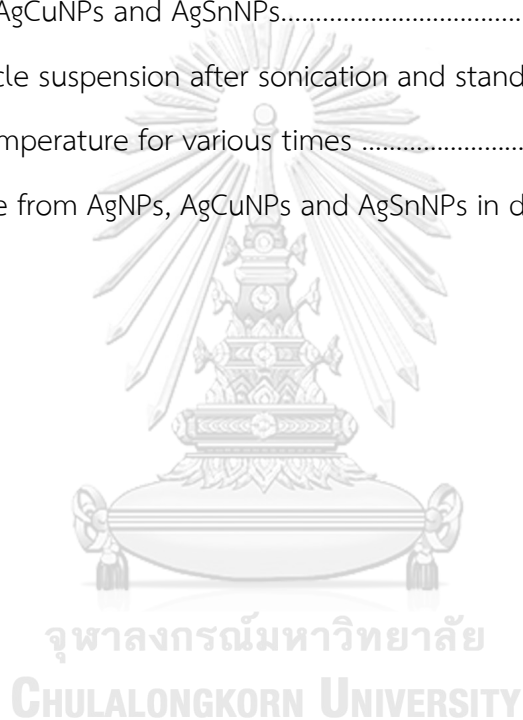 AgCuNPs and AgSnNPs...................................
cle suspension after sonication and stand
mperature for various times ........................
e from AgNPs, AgCuNPs and AgSnNPs in d
จุฬาลงกรณ์มหาวิทยาลัย
CHULALONGKORN UNIVERSITY